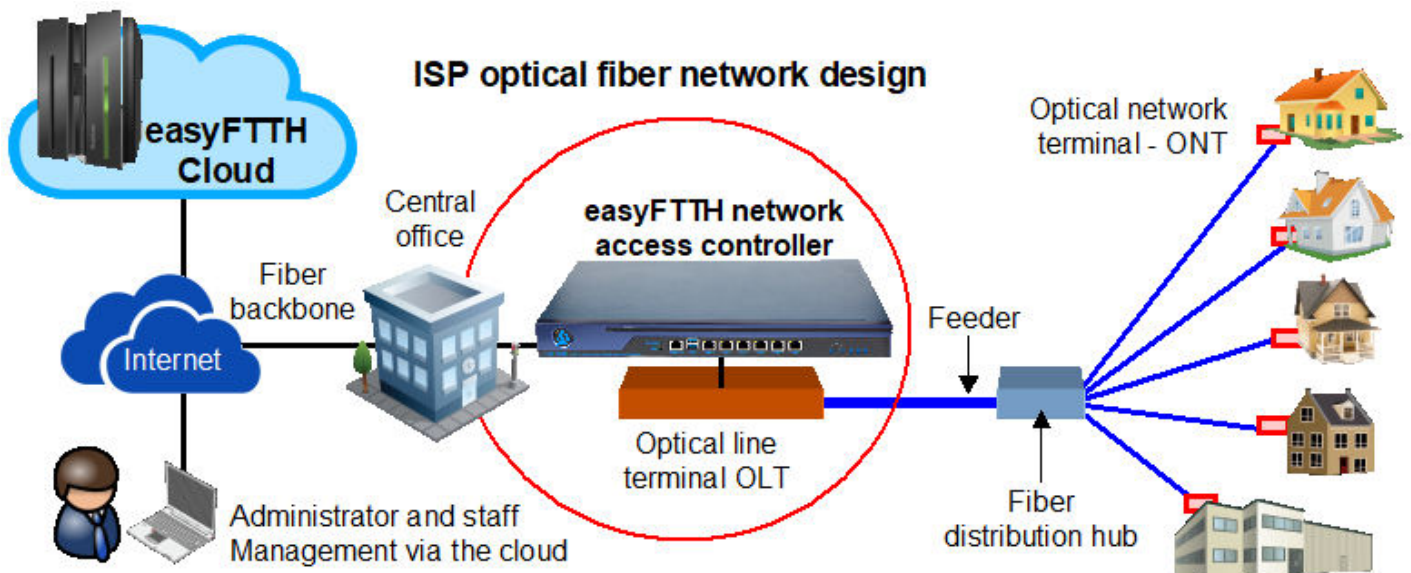 ISP optical fiber network design
easyFTTH
Cloud
Central
office
Fiber
backbone
Internet
Administrator and staff
Management via the cloud
easyFTTH network
access controller
Optical line
terminal OLT
Feeder
Fiber
distribution hub
Optical network
terminal - ONT